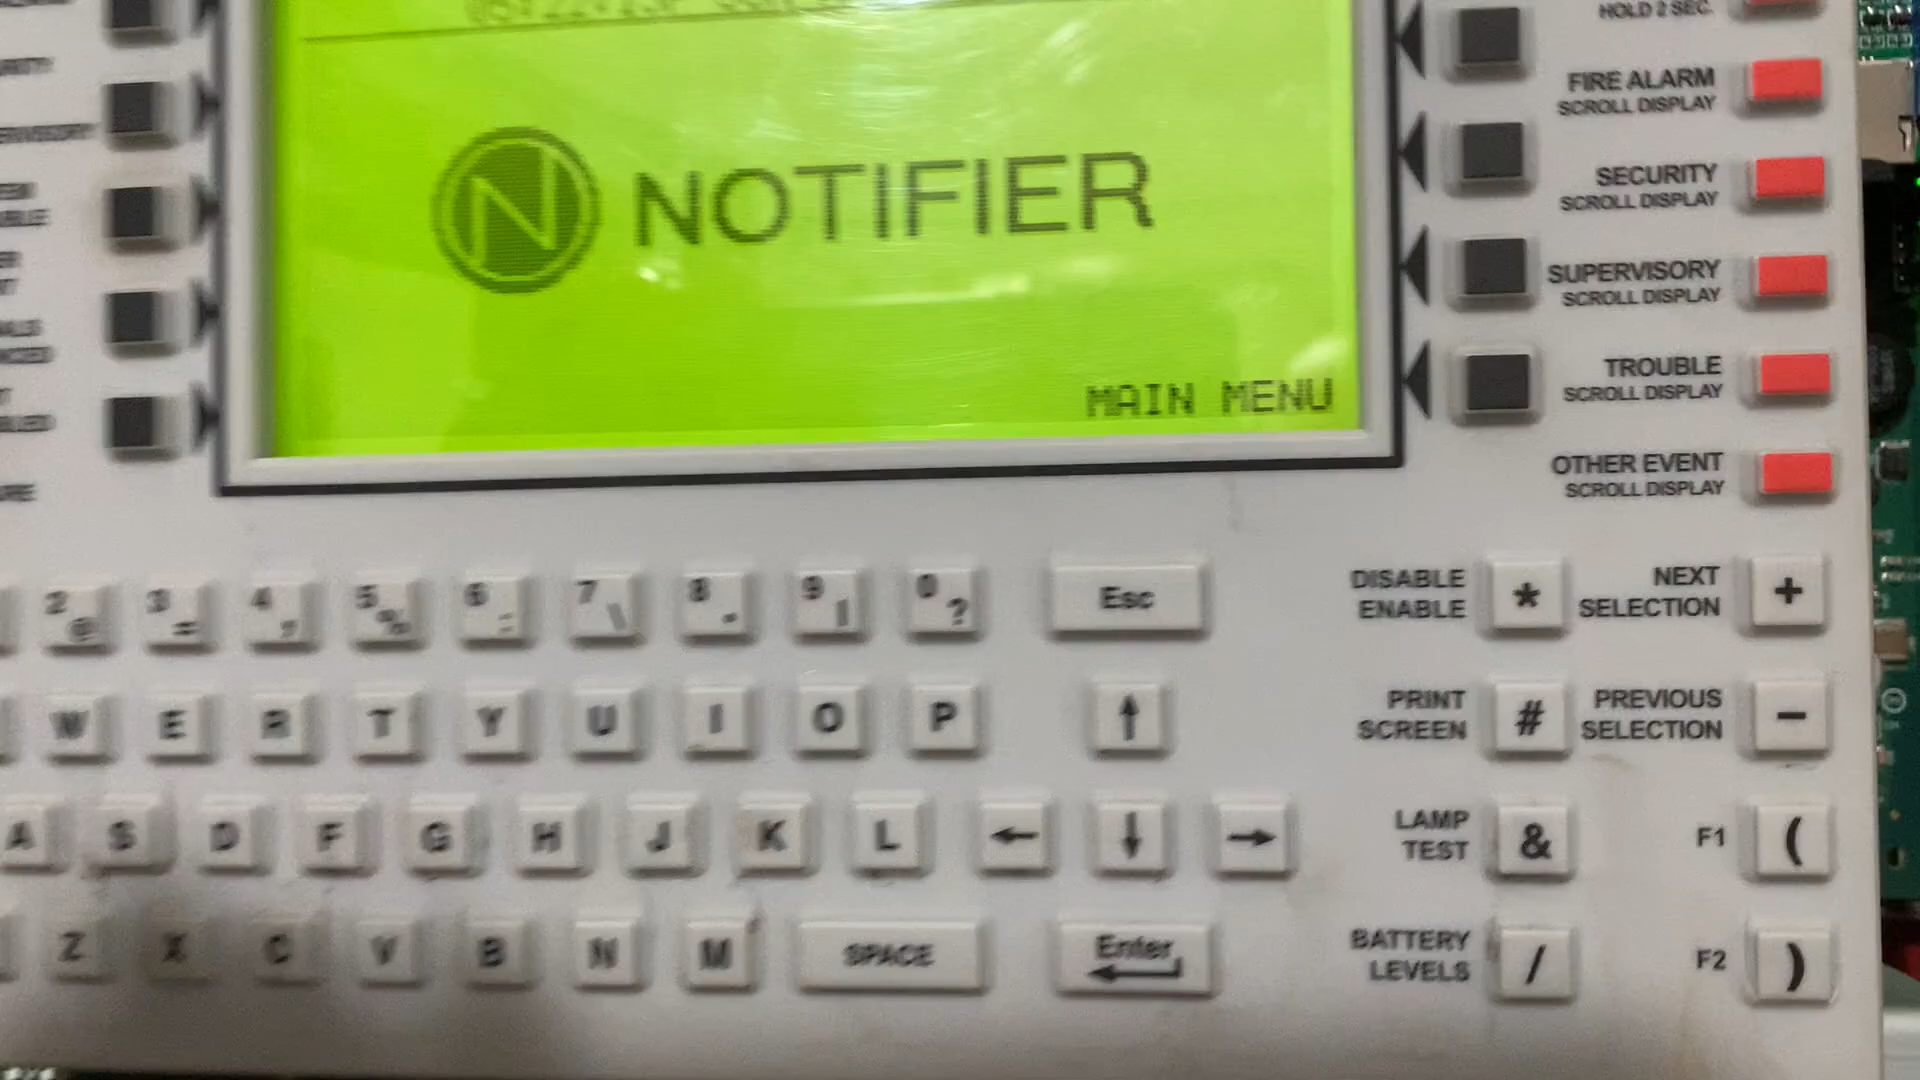 HOLD 2 SEC.
FIRE ALARM
SCROLL DISPLAY
SECURITY
SCROLL DISPLAY
SUPERVISORY
SCROLL DISPLAY
TROUBLE
SCROLL DISPLAY
OTHER EVENT
SCROLL DISPLAY
N NOTIFIER
MAIN MENU
2 @ 3 = 4 , 5 % 6 : 7 \ 8 . 9 | 0 ? Esc
DISABLE
ENABLE
*
NEXT
SELECTION
+
W E R T Y U I O P ↑
PRINT
SCREEN
#
PREVIOUS
SELECTION
-
A S D F G H J K L ← ↓ →
LAMP
TEST
&
F1 (
Z X C V B N M SPACE Enter
BATTERY
LEVELS
/
F2 )